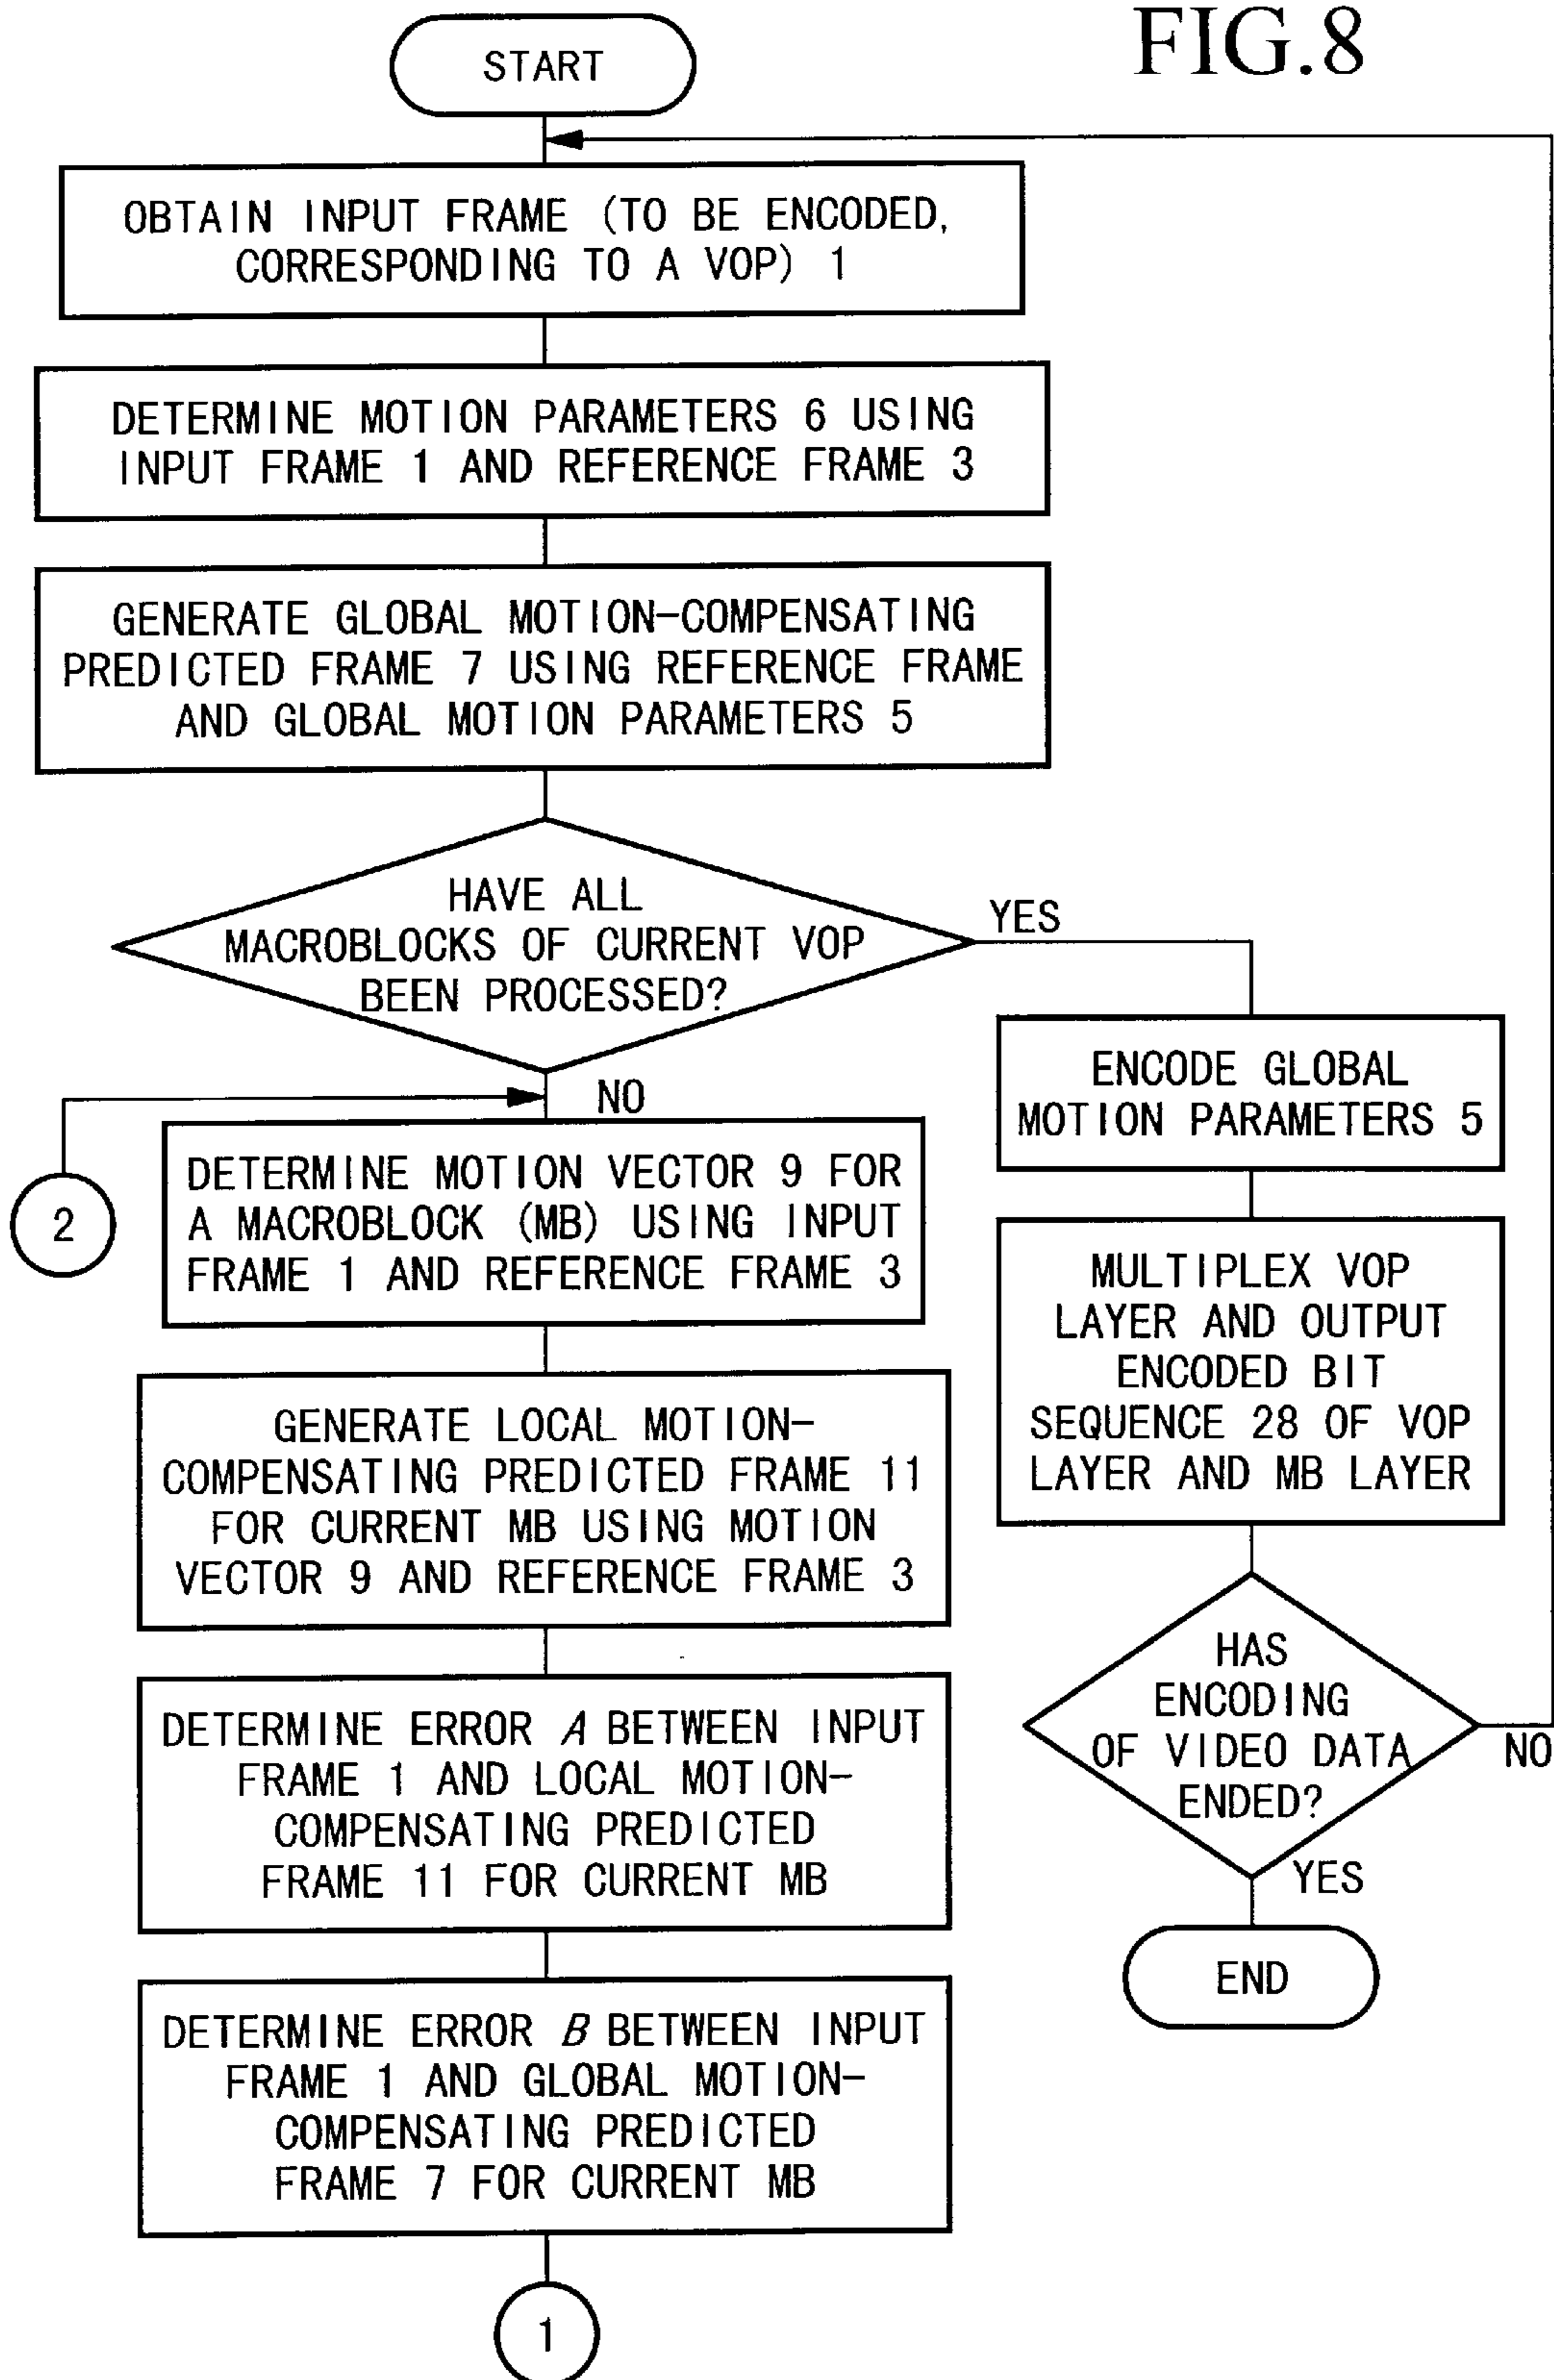 FIG.8
START
OBTAIN INPUT FRAME (TO BE ENCODED,
CORRESPONDING TO A VOP) 1
DETERMINE MOTION PARAMETERS 6 USING
INPUT FRAME 1 AND REFERENCE FRAME 3
GENERATE GLOBAL MOTION-COMPENSATING
PREDICTED FRAME 7 USING REFERENCE FRAME
AND GLOBAL MOTION PARAMETERS 5
HAVE ALL
MACROBLOCKS OF CURRENT VOP
BEEN PROCESSED?
YES
NO
2
DETERMINE MOTION VECTOR 9 FOR
A MACROBLOCK (MB) USING INPUT
FRAME 1 AND REFERENCE FRAME 3
GENERATE LOCAL MOTION-
COMPENSATING PREDICTED FRAME 11
FOR CURRENT MB USING MOTION
VECTOR 9 AND REFERENCE FRAME 3
DETERMINE ERROR A BETWEEN INPUT
FRAME 1 AND LOCAL MOTION-
COMPENSATING PREDICTED
FRAME 11 FOR CURRENT MB
DETERMINE ERROR B BETWEEN INPUT
FRAME 1 AND GLOBAL MOTION-
COMPENSATING PREDICTED
FRAME 7 FOR CURRENT MB
1
ENCODE GLOBAL
MOTION PARAMETERS 5
MULTIPLEX VOP
LAYER AND OUTPUT
ENCODED BIT
SEQUENCE 28 OF VOP
LAYER AND MB LAYER
HAS
ENCODING
OF VIDEO DATA
ENDED?
NO
YES
END